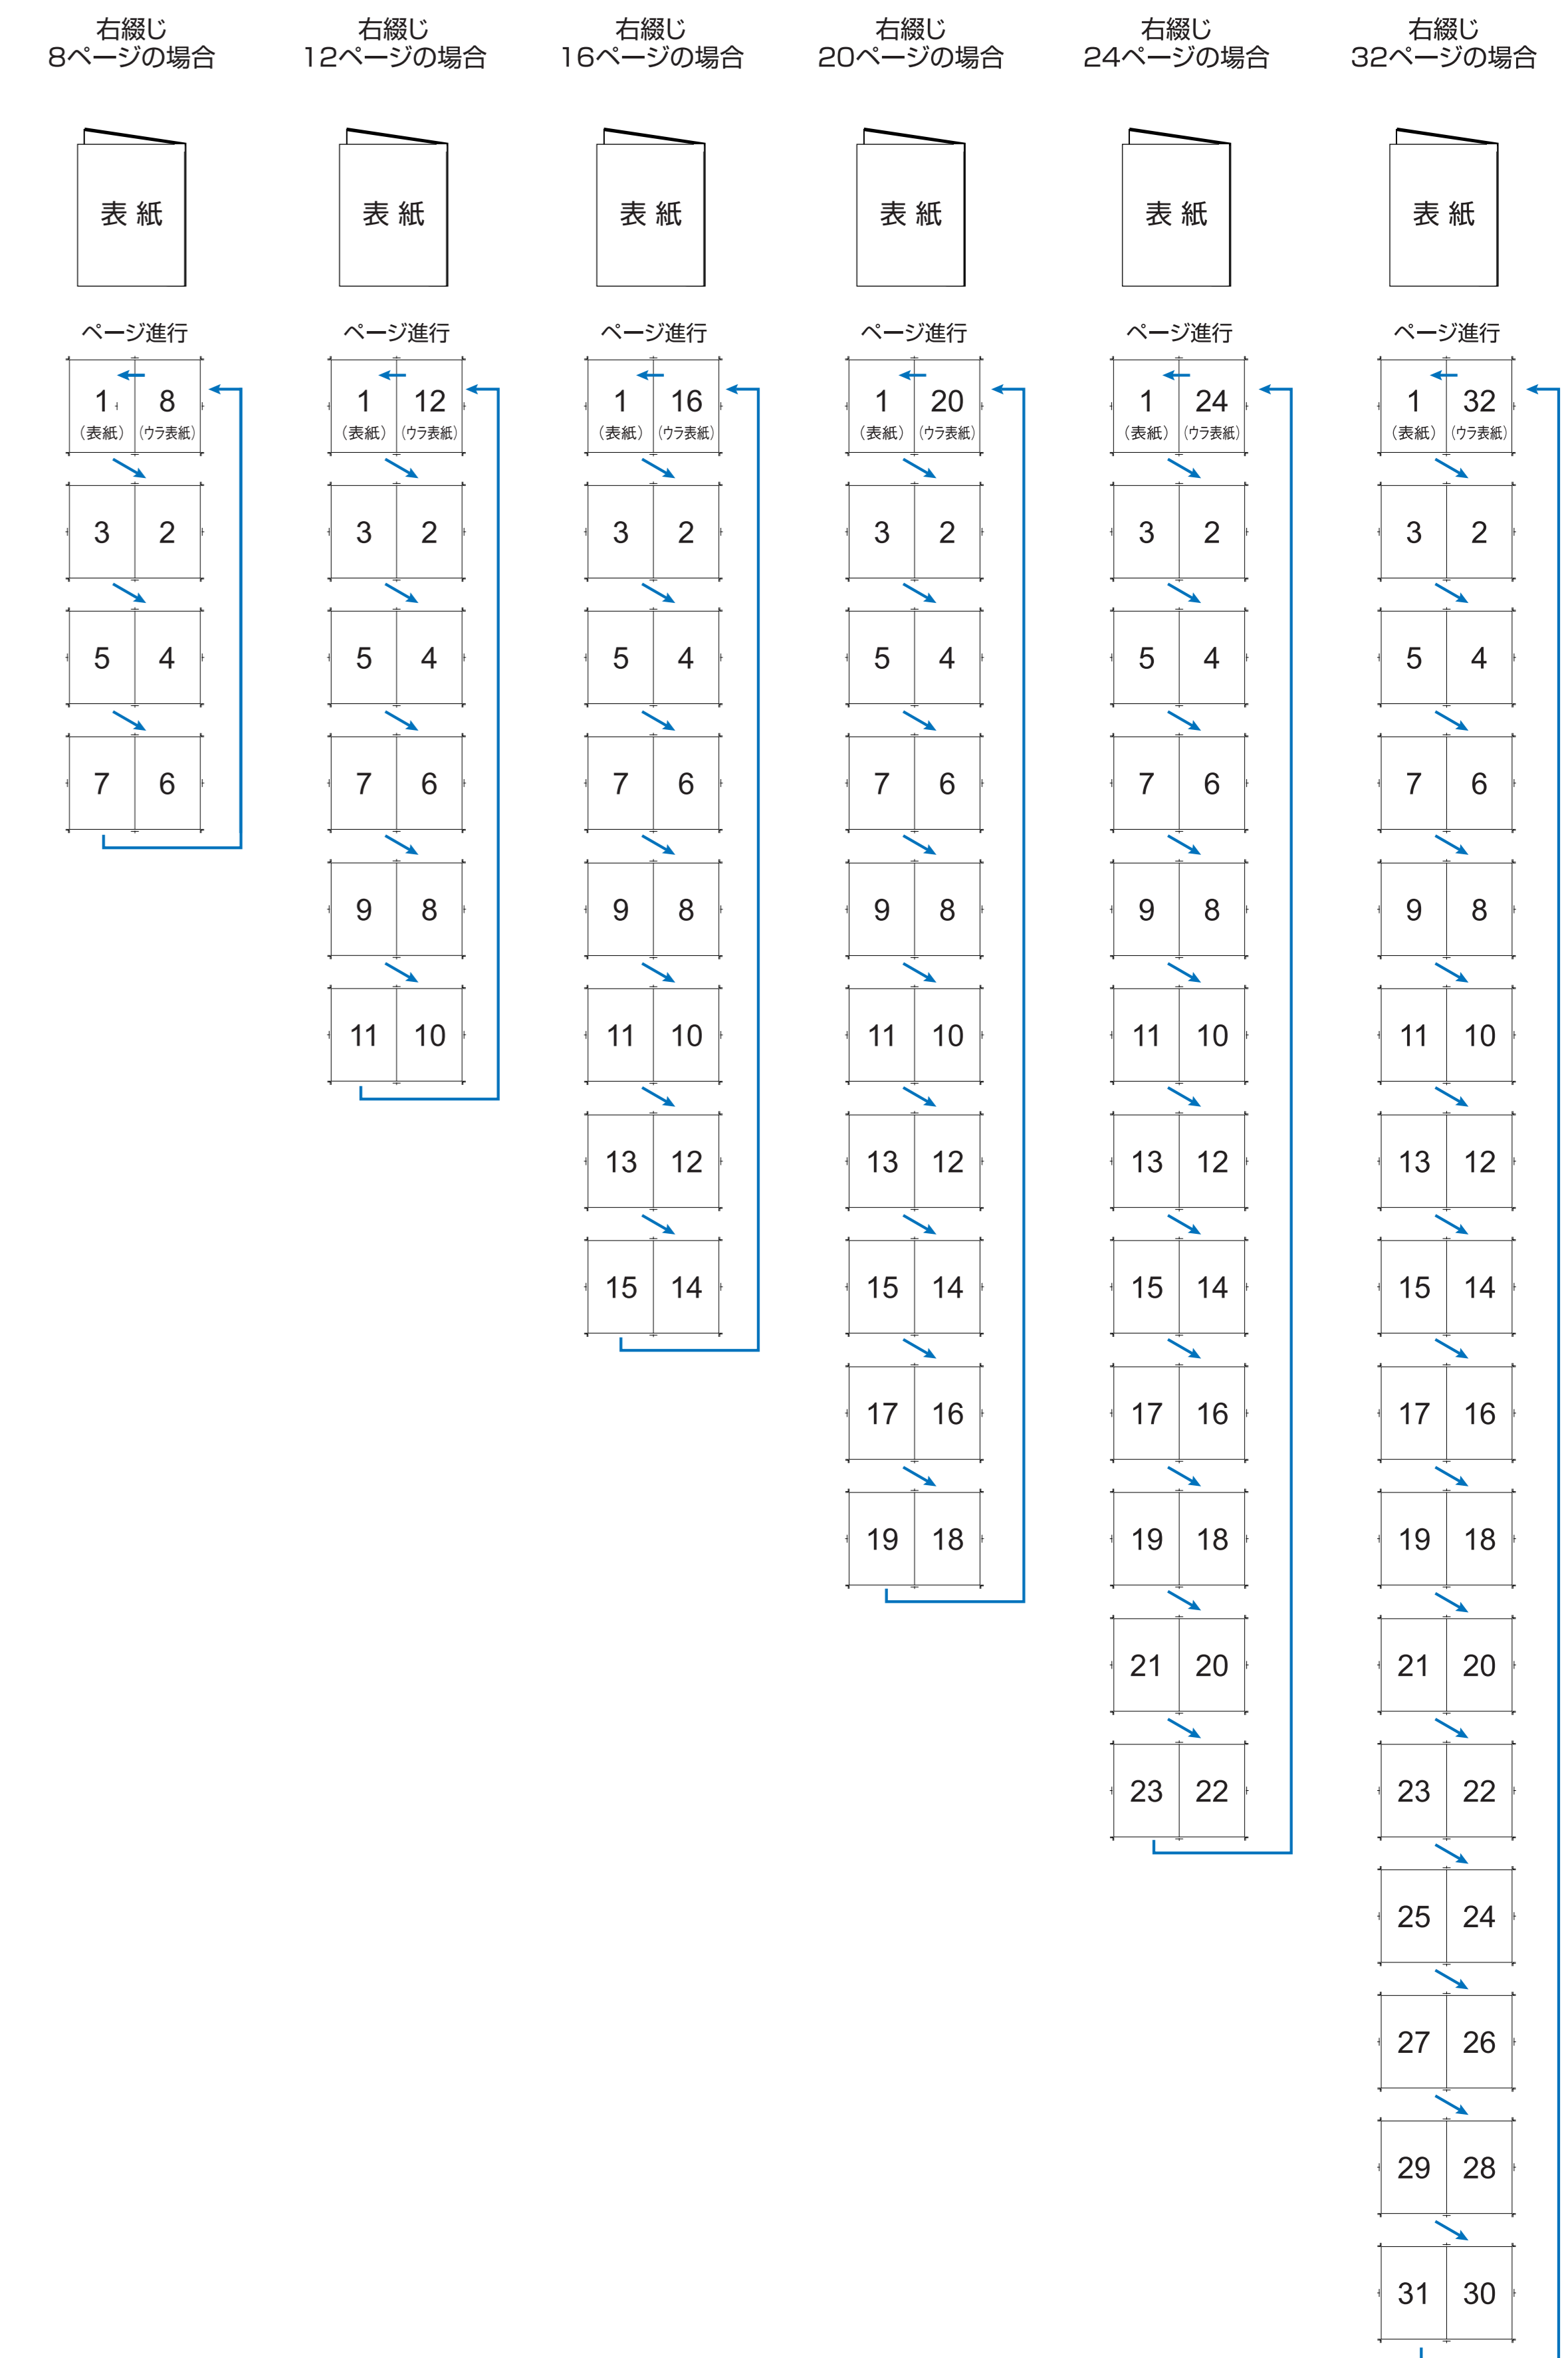 右綴じ
8ページの場合
表 紙
ページ進行
1 8
（表紙） （ウラ表紙）
3 2
5 4
7 6
右綴じ
12ページの場合
表 紙
ページ進行
1 12
（表紙） （ウラ表紙）
3 2
5 4
7 6
9 8
11 10
右綴じ
16ページの場合
表 紙
ページ進行
1 16
（表紙） （ウラ表紙）
3 2
5 4
7 6
9 8
11 10
13 12
15 14
右綴じ
20ページの場合
表 紙
ページ進行
1 20
（表紙） （ウラ表紙）
3 2
5 4
7 6
9 8
11 10
13 12
15 14
17 16
19 18
右綴じ
24ページの場合
表 紙
ページ進行
1 24
（表紙） （ウラ表紙）
3 2
5 4
7 6
9 8
11 10
13 12
15 14
17 16
19 18
21 20
23 22
右綴じ
32ページの場合
表 紙
ページ進行
1 32
（表紙） （ウラ表紙）
3 2
5 4
7 6
9 8
11 10
13 12
15 14
17 16
19 18
21 20
23 22
25 24
27 26
29 28
31 30